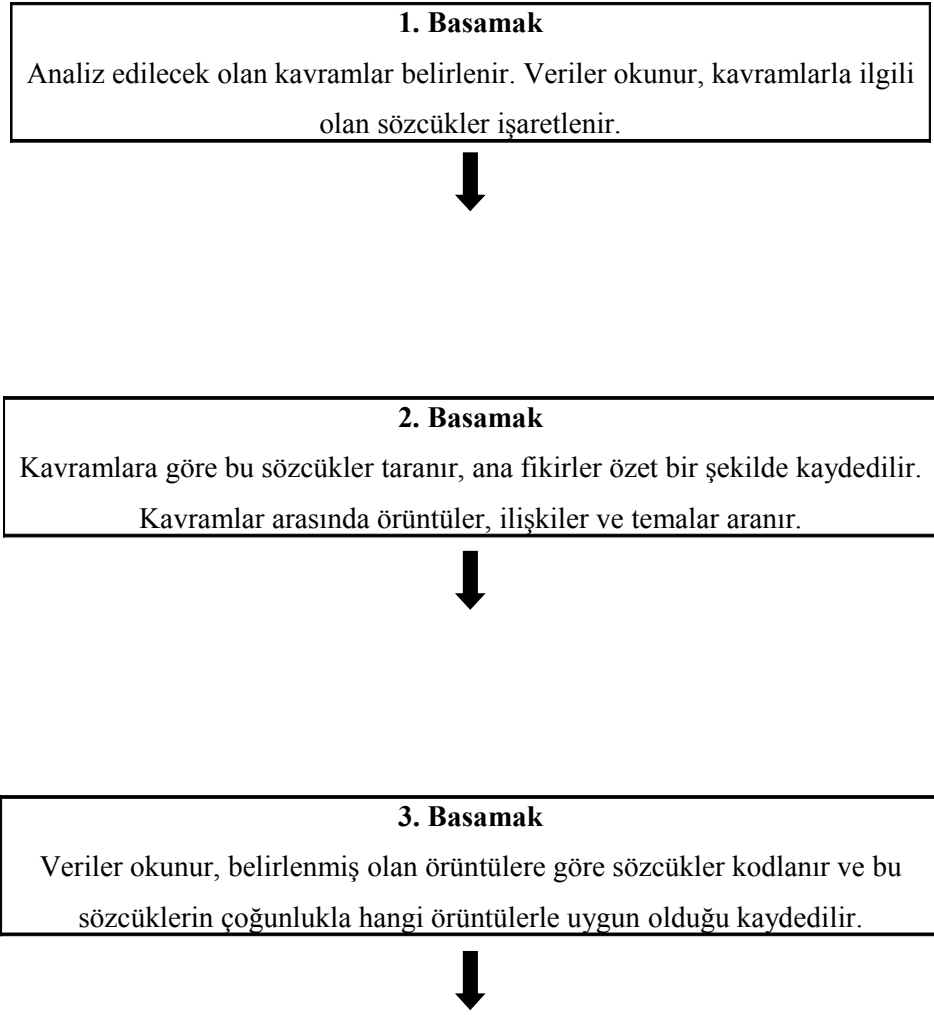 1. Basamak
Analiz edilecek olan kavramlar belirlenir. Veriler okunur, kavramlarla ilgili
olan sözcükler işaretlenir.
2. Basamak
Kavramlara göre bu sözcükler taranır, ana fikirler özet bir şekilde kaydedilir.
Kavramlar arasında örüntüler, ilişkiler ve temalar aranır.
3. Basamak
Veriler okunur, belirlenmiş olan örüntülere göre sözcükler kodlanır ve bu
sözcüklerin çoğunlukla hangi örüntülerle uygun olduğu kaydedilir.